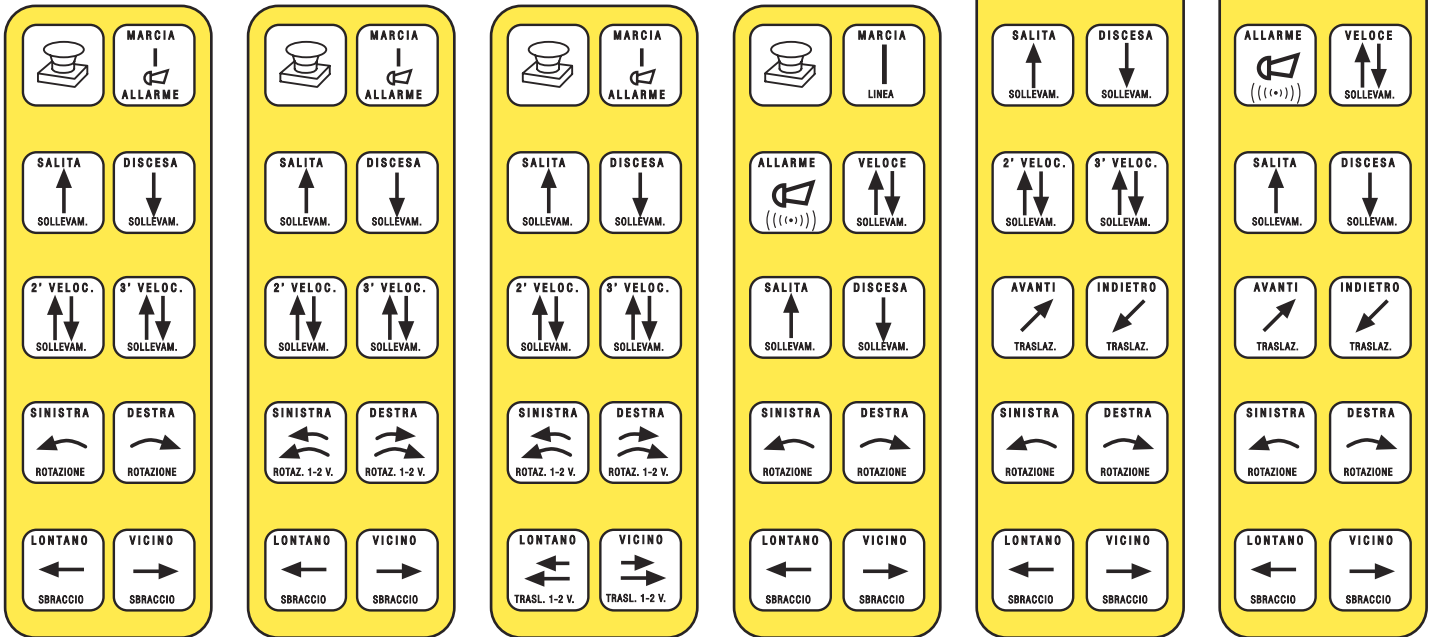 MARCIA
ALLARME
SALITA
SOLLEVAM.
DISCESA
SOLLEVAM.
2' VELOC.
SOLLEVAM.
3' VELOC.
SOLLEVAM.
SINISTRA
ROTAZIONE
DESTRA
ROTAZIONE
LONTANO
SBRACCIO
VICINO
SBRACCIO
MARCIA
ALLARME
SALITA
SOLLEVAM.
DISCESA
SOLLEVAM.
2' VELOC.
SOLLEVAM.
3' VELOC.
SOLLEVAM.
SINISTRA
ROTAZ. 1-2 V.
DESTRA
ROTAZ. 1-2 V.
LONTANO
SBRACCIO
VICINO
SBRACCIO
MARCIA
ALLARME
SALITA
SOLLEVAM.
DISCESA
SOLLEVAM.
2' VELOC.
SOLLEVAM.
3' VELOC.
SOLLEVAM.
SINISTRA
ROTAZ. 1-2 V.
DESTRA
ROTAZ. 1-2 V.
LONTANO
TRASL. 1-2 V.
VICINO
TRASL. 1-2 V.
MARCIA
LINEA
ALLARME
VELOCE
SOLLEVAM.
SALITA
SOLLEVAM.
DISCESA
SOLLEVAM.
SINISTRA
ROTAZIONE
DESTRA
ROTAZIONE
LONTANO
SBRACCIO
VICINO
SBRACCIO
SALITA
SOLLEVAM.
DISCESA
SOLLEVAM.
2' VELOC.
SOLLEVAM.
3' VELOC.
SOLLEVAM.
AVANTI
TRASLAZ.
INDIETRO
TRASLAZ.
SINISTRA
ROTAZIONE
DESTRA
ROTAZIONE
LONTANO
SBRACCIO
VICINO
SBRACCIO
ALLARME
VELOCE
SOLLEVAM.
SALITA
SOLLEVAM.
DISCESA
SOLLEVAM.
AVANTI
TRASLAZ.
INDIETRO
TRASLAZ.
SINISTRA
ROTAZIONE
DESTRA
ROTAZIONE
LONTANO
SBRACCIO
VICINO
SBRACCIO